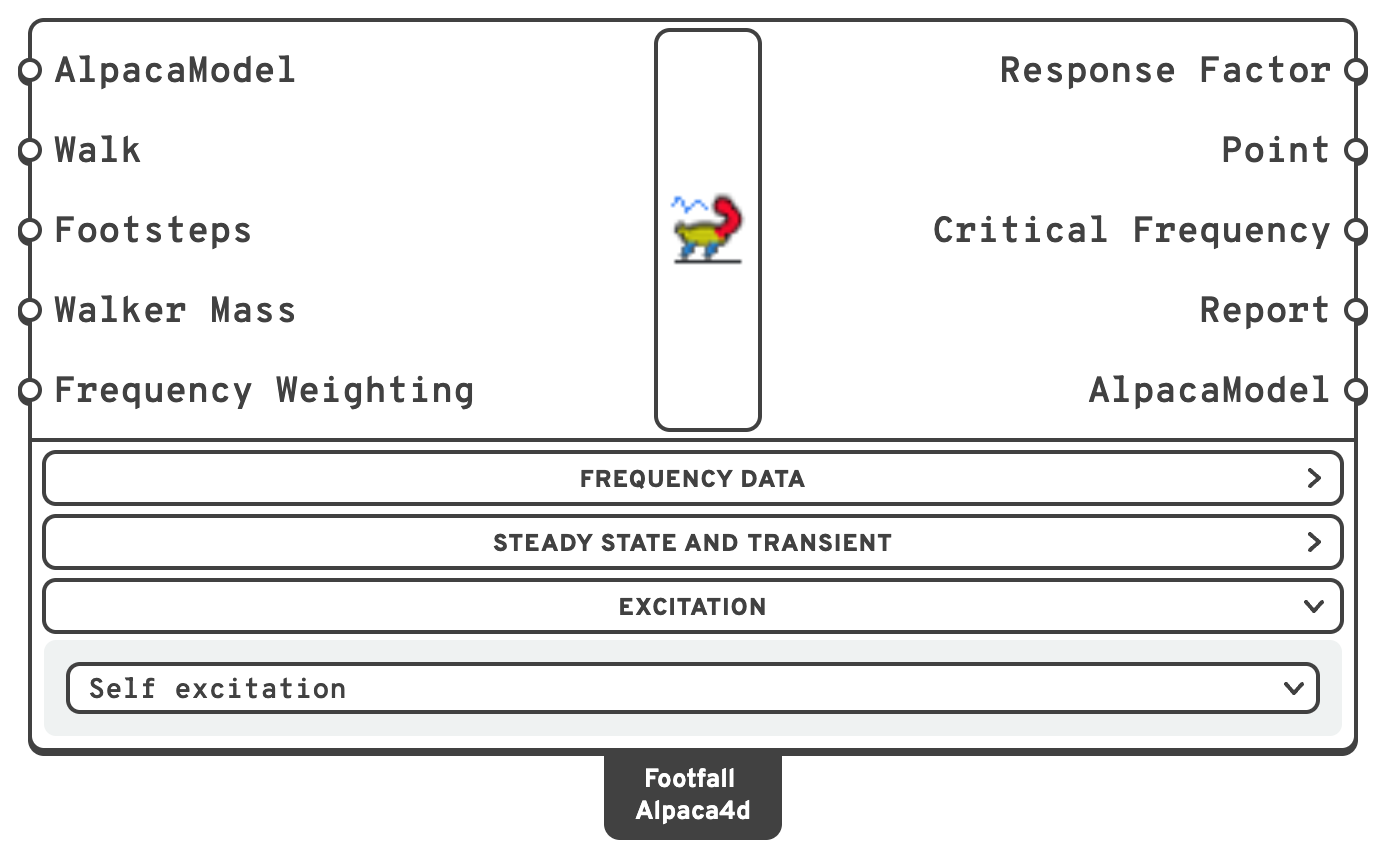 AlpacaModel
Walk
Footsteps
Walker Mass
Frequency Weighting
Response Factor
Point
Critical Frequency
Report
AlpacaModel
FREQUENCY DATA
STEADY STATE AND TRANSIENT
EXCITATION
Self excitation
Footfall
Alpaca4d